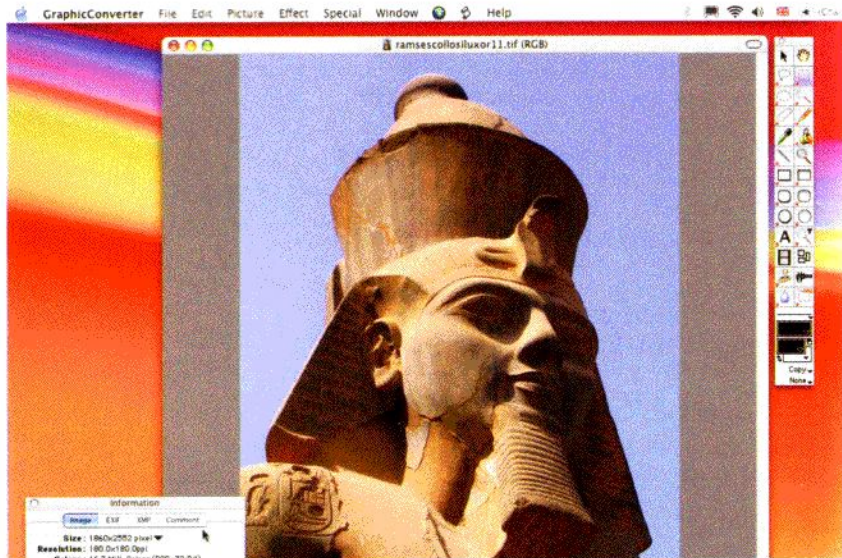 GraphicConverter File Edit Picture Effect Special Window Help
ramsescollosiluxor11.tif (RGB)
A
Copy
None
Information
Image EXIF XMP Comment
Size: 1860x2552 pixel
Resolution: 180.0x180.0ppi